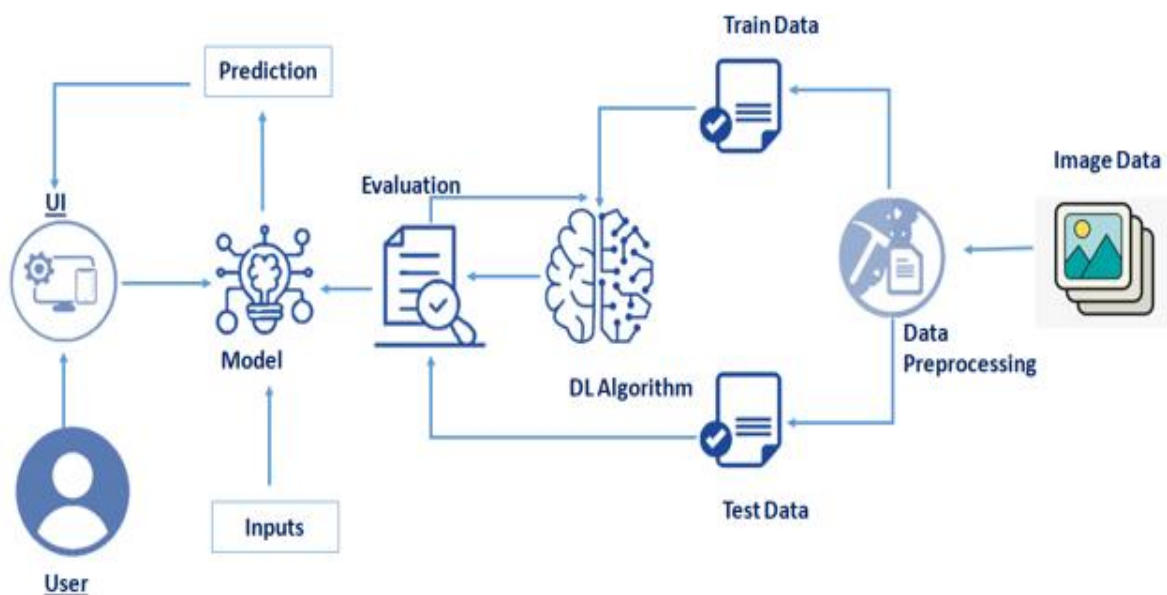 Train Data
Prediction
Image Data
Evaluation
UI
Data
Preprocessing
Model
DL Algorithm
Test Data
Inputs
User